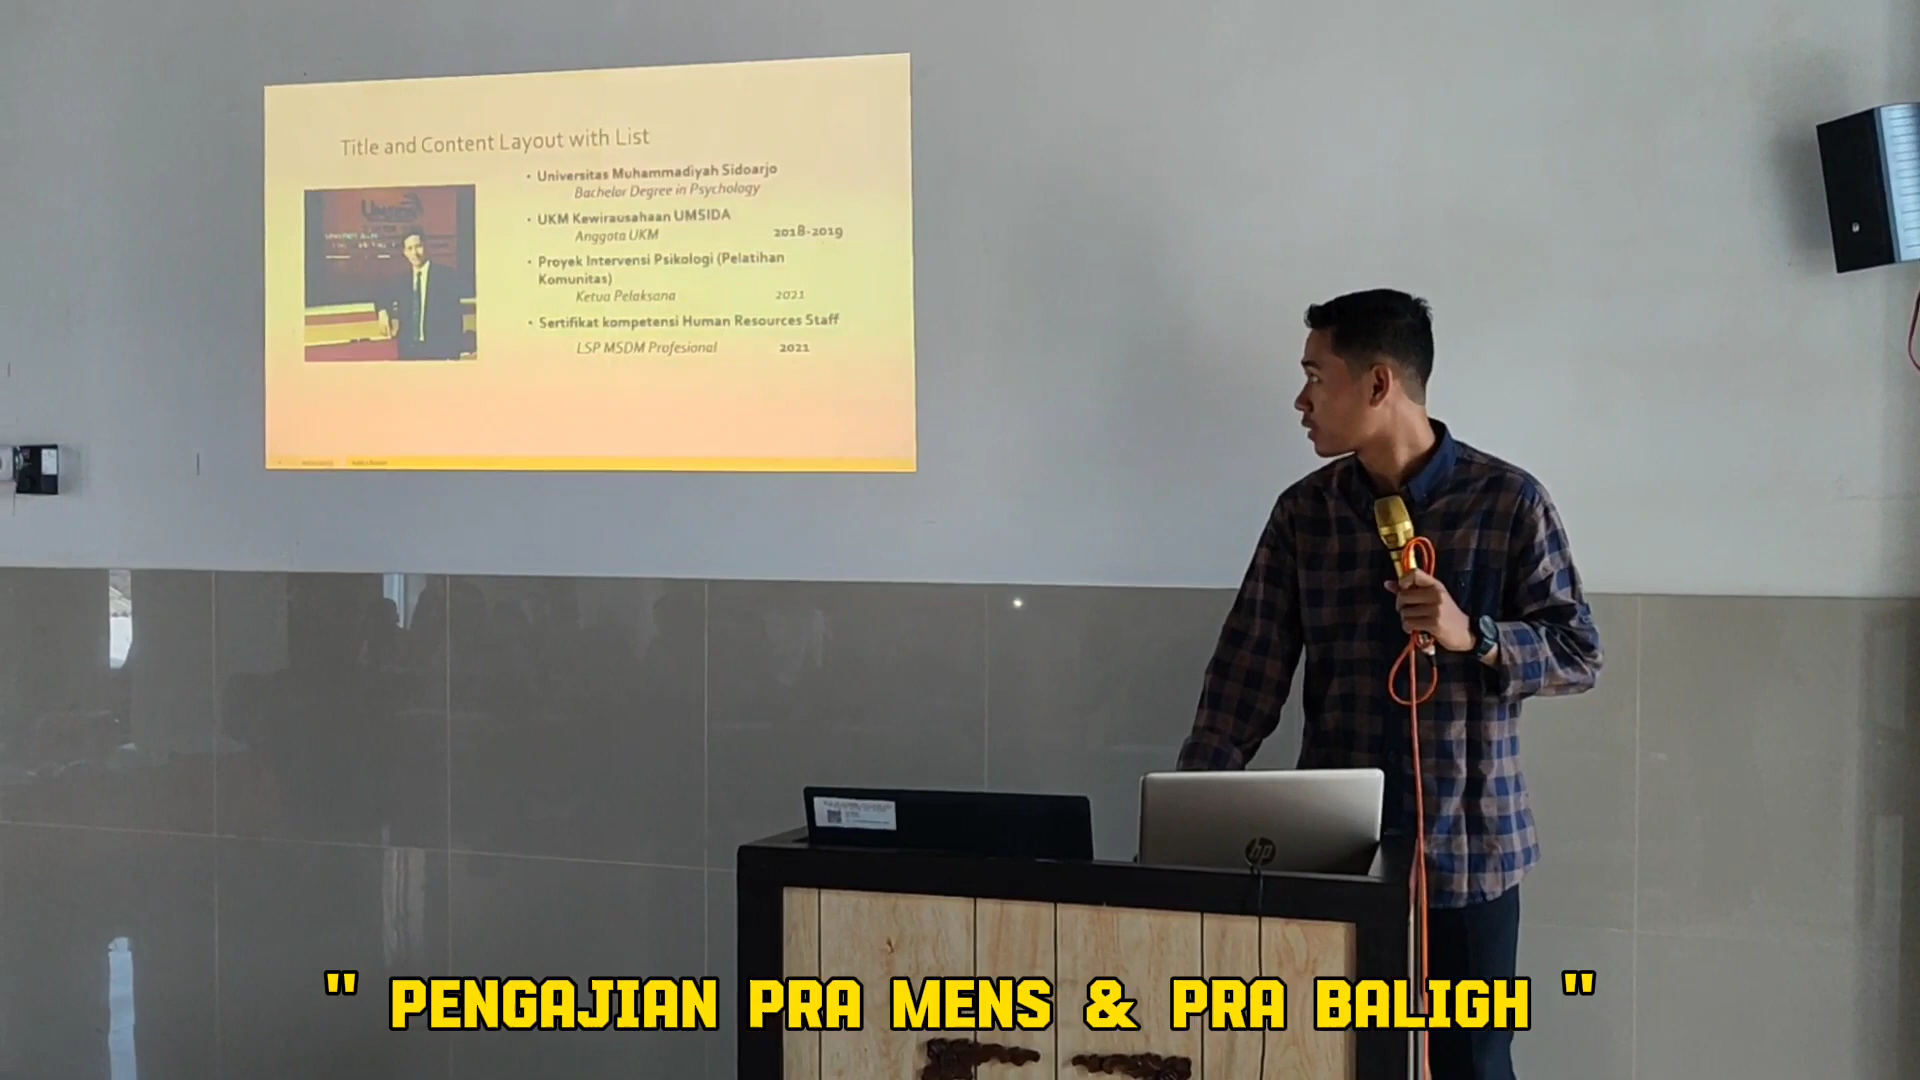 Title and Content Layout with List
• Universitas Muhammadiyah Sidoarjo
Bachelor Degree in Psychology
• UKM Kewirausahaan UMSIDA
Anggota UKM 2018-2019
• Proyek Intervensi Psikologi (Pelatihan
Komunitas)
Ketua Pelaksana 2021
• Sertifikat kompetensi Human Resources Staff
LSP MSDM Profesional 2021
hp
" PENGAJIAN PRA MENS & PRA BALIGH "